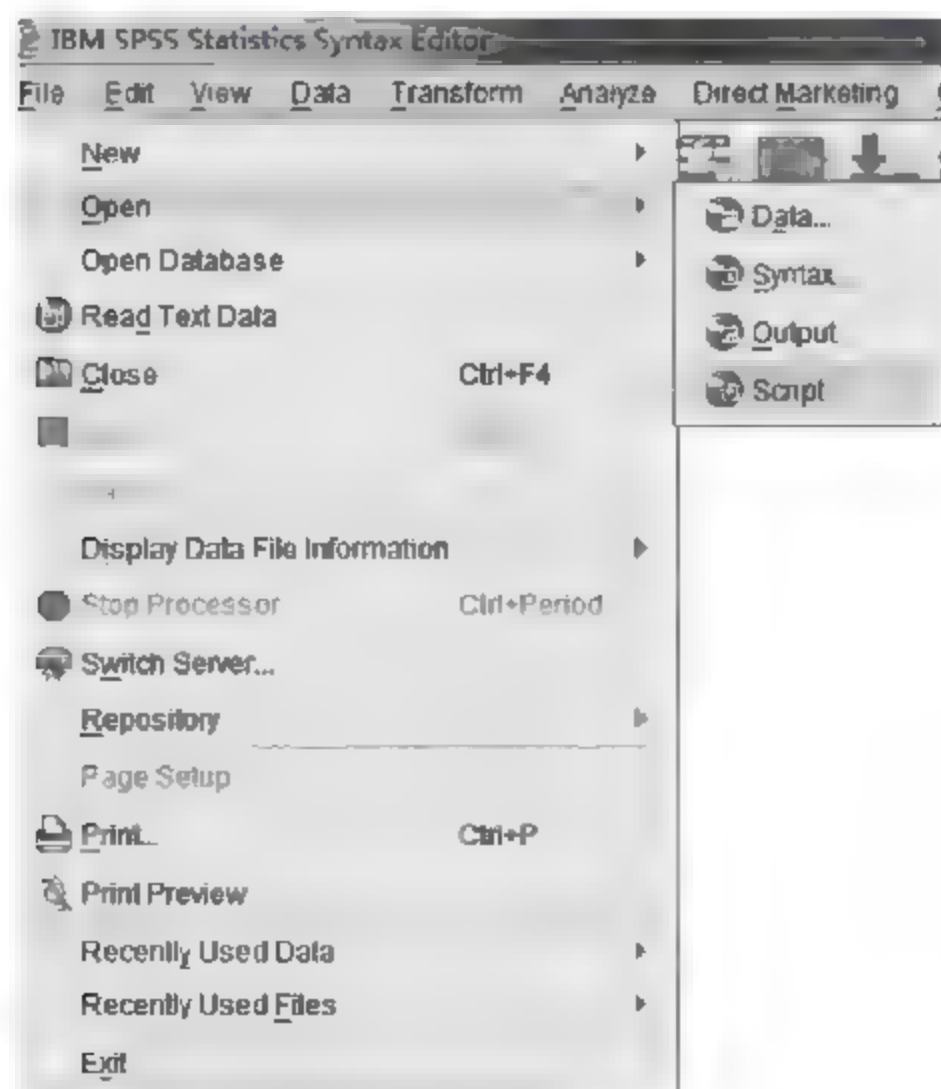 IBM SPSS Statistics Syntax Editor
File Edit View Data Transform Analyze Direct Marketing
New
Open
Open Database
Read Text Data
Close Ctrl+F4
Display Data File Information
Stop Processor Ctrl+Period
Switch Server...
Repository
Page Setup
Print... Ctrl+P
Print Preview
Recently Used Data
Recently Used Files
Exit
Data...
Syntax
Output
Script